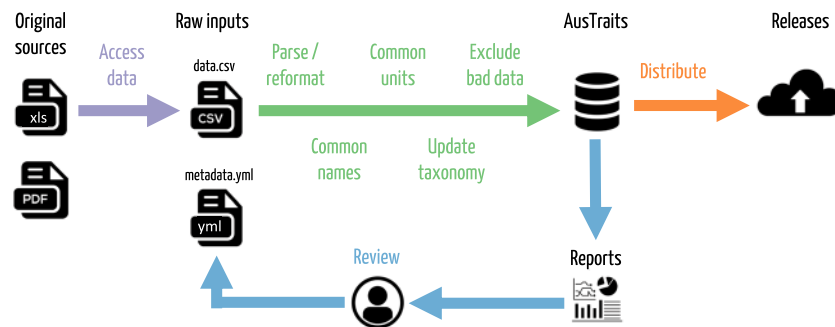 Original
sources
Raw inputs
AusTraits
Releases
Access
data
data.csv
Parse /
reformat
Common
units
Exclude
bad data
Distribute
xls
CSV
PDF
Common
names
Update
taxonomy
metadata.yml
yml
Review
Reports